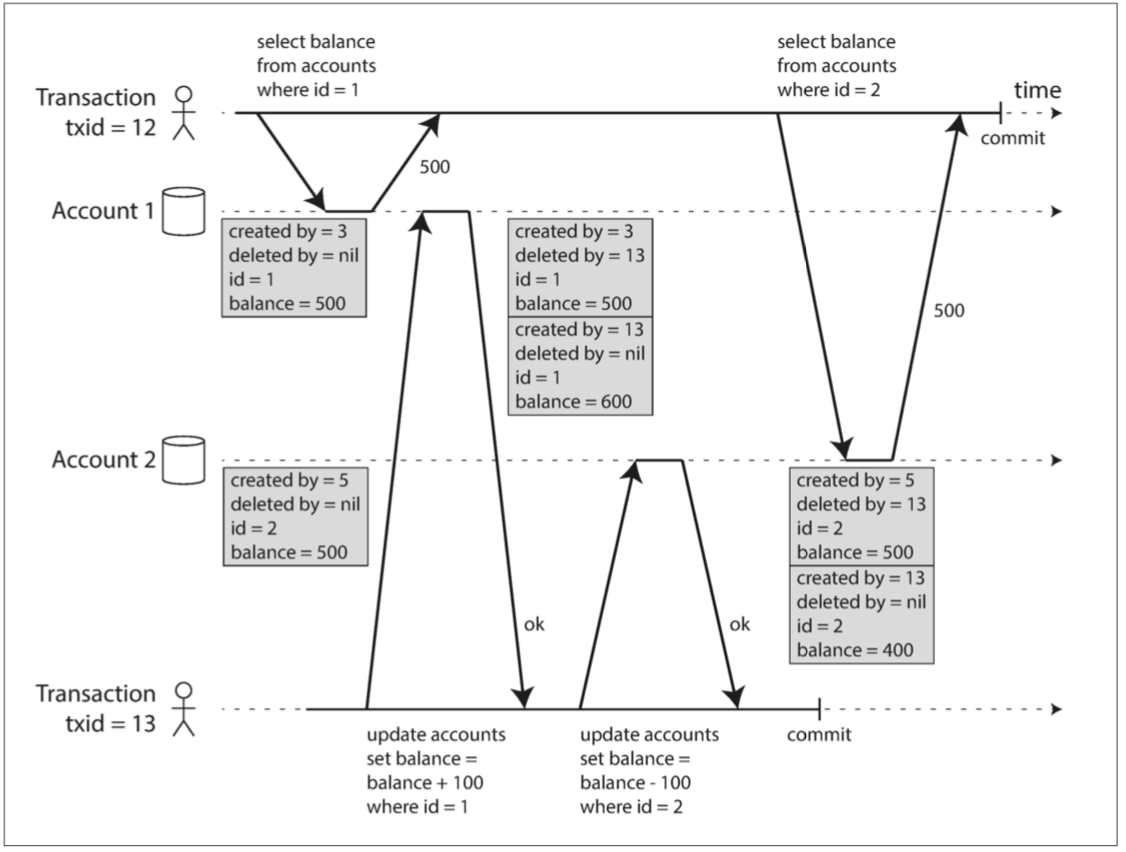 select balance
from accounts
where id = 1
select balance
from accounts
where id = 2
time
Transaction
txid = 12
commit
500
Account 1
created by = 3
deleted by = nil
id = 1
balance = 500
created by = 3
deleted by = 13
id = 1
balance = 500
created by = 13
deleted by = nil
id = 1
balance = 600
500
Account 2
created by = 5
deleted by = nil
id = 2
balance = 500
created by = 5
deleted by = 13
id = 2
balance = 500
created by = 13
deleted by = nil
id = 2
balance = 400
ok
ok
Transaction
txid = 13
update accounts
set balance =
balance + 100
where id = 1
update accounts
set balance =
balance - 100
where id = 2
commit